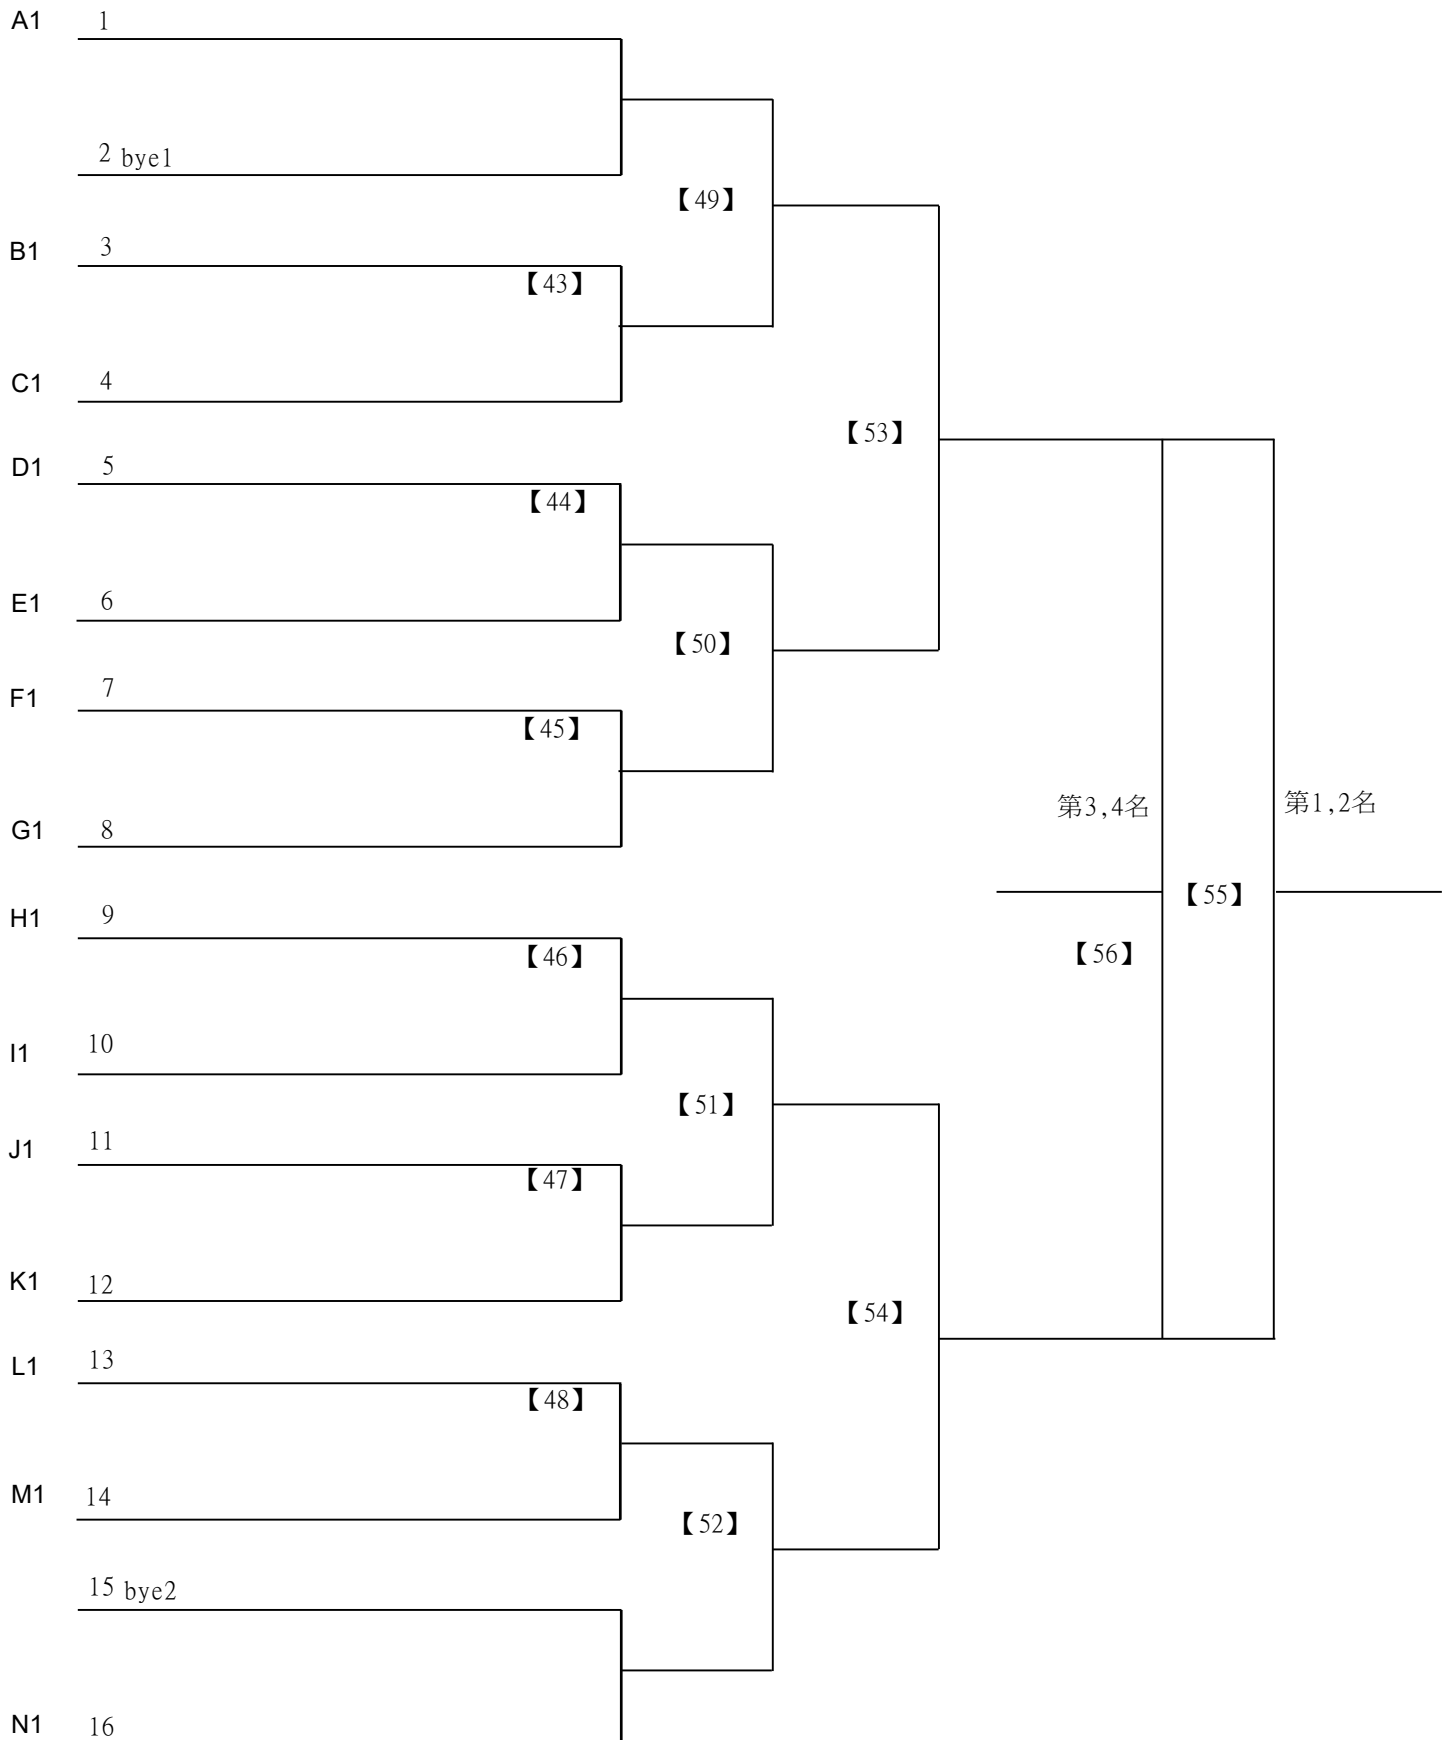 A1 1
2 bye1
【49】
B1 3
【43】
C1 4
【53】
D1 5
【44】
E1 6
【50】
F1 7
【45】
第3,4名 第1,2名
G1 8
【55】
H1 9
【46】 【56】
I1 10
【51】
J1 11
【47】
K1 12
【54】
L1 13
【48】
M1 14
【52】
15 bye2
N1 16